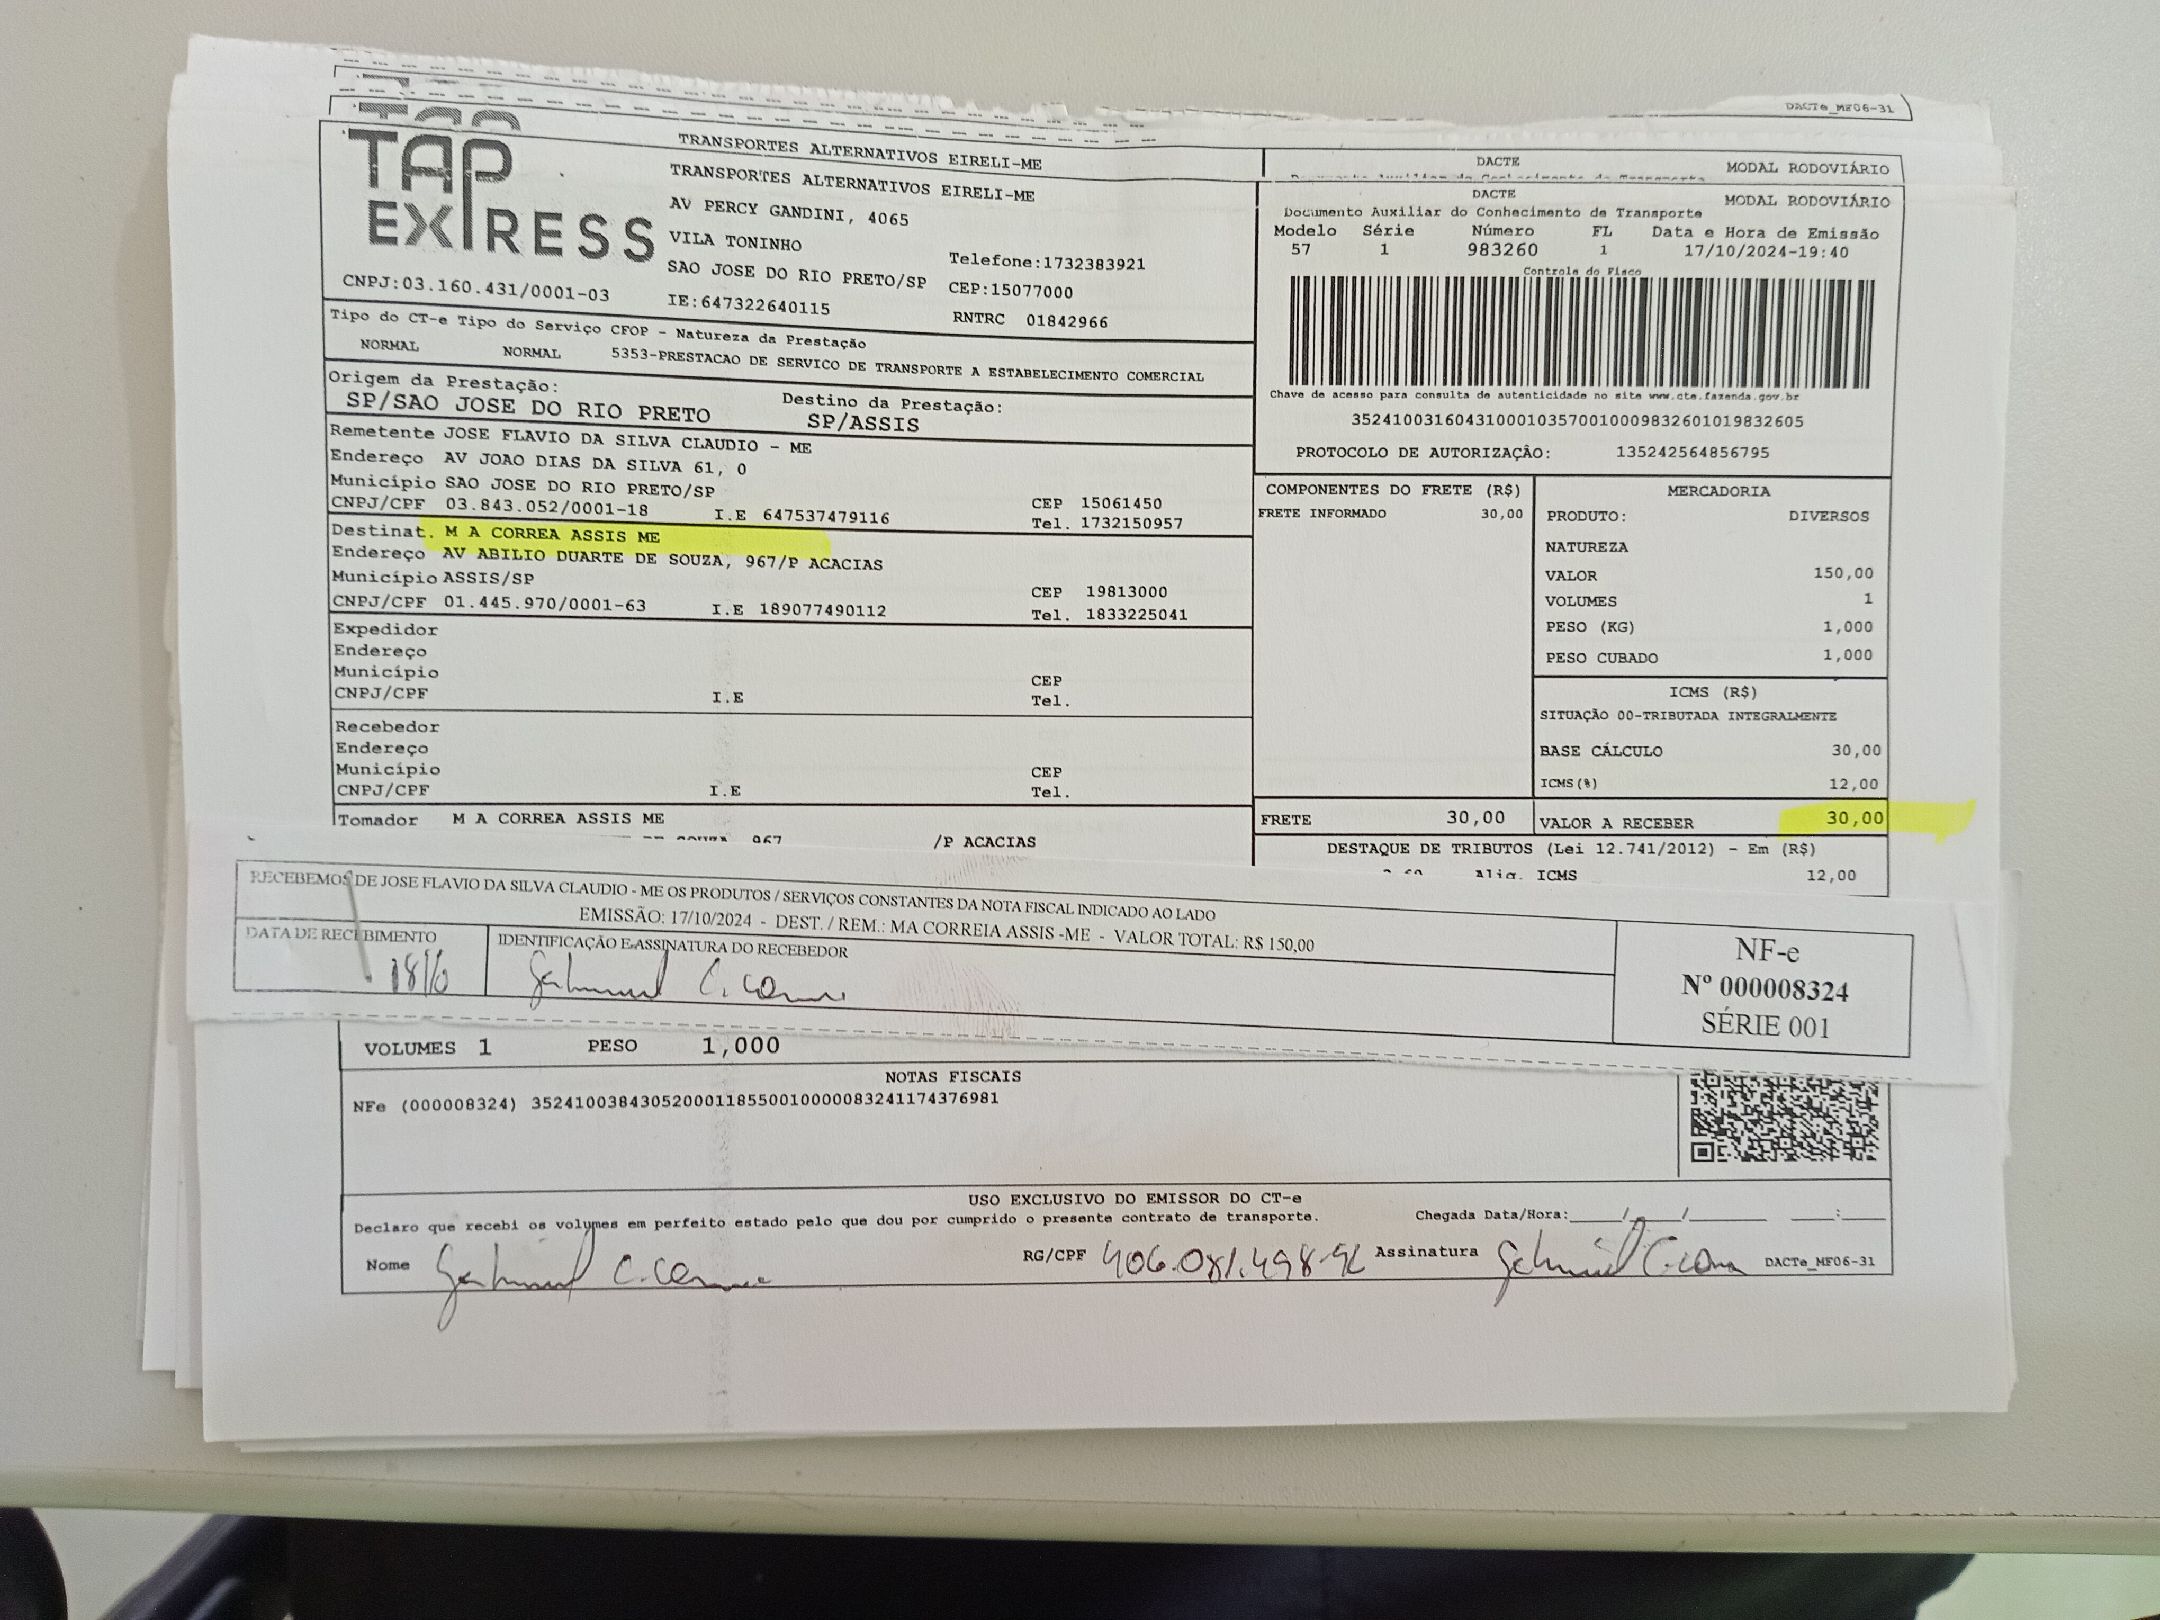 DACTe_MF06-31
TAP
EXPRESS
TRANSPORTES ALTERNATIVOS EIRELI-ME
DACTE
MODAL RODOVIÁRIO
TRANSPORTES ALTERNATIVOS EIRELI-ME
AV PERCY GANDINI, 4065
VILA TONINHO
SAO JOSE DO RIO PRETO/SP
IE:647322640115
Telefone:1732383921
CEP:15077000
RNTRC 01842966
CNPJ:03.160.431/0001-03
DACTE
MODAL RODOVIÁRIO
Documento Auxiliar do Conhecimento de Transporte
Modelo Série Número FL Data e Hora de Emissão
57 1 983260 1 17/10/2024-19:40
Controle do Fisco
Chave de acesso para consulta de autenticidade no site www.cte.fazenda.gov.br
35241003160431000103570010009832601019832605
PROTOCOLO DE AUTORIZAÇÃO: 135242564856795
Tipo do CT-e Tipo do Serviço CFOP - Natureza da Prestação
NORMAL NORMAL 5353-PRESTACAO DE SERVICO DE TRANSPORTE A ESTABELECIMENTO COMERCIAL
Origem da Prestação: Destino da Prestação:
SP/SAO JOSE DO RIO PRETO SP/ASSIS
Remetente JOSE FLAVIO DA SILVA CLAUDIO - ME
Endereço AV JOAO DIAS DA SILVA 61, 0
Município SAO JOSE DO RIO PRETO/SP CEP 15061450
CNPJ/CPF 03.843.052/0001-18 I.E 647537479116 Tel. 1732150957
Destinat. M A CORREA ASSIS ME
Endereço AV ABILIO DUARTE DE SOUZA, 967/P ACACIAS
Município ASSIS/SP CEP 19813000
CNPJ/CPF 01.445.970/0001-63 I.E 189077490112 Tel. 1833225041
Expedidor
Endereço
Município CEP
CNPJ/CPF I.E Tel.
Recebedor
Endereço
Município CEP
CNPJ/CPF I.E Tel.
Tomador M A CORREA ASSIS ME
967 /P ACACIAS
COMPONENTES DO FRETE (R$)
FRETE INFORMADO 30,00
MERCADORIA
PRODUTO: DIVERSOS
NATUREZA
VALOR 150,00
VOLUMES 1
PESO (KG) 1,000
PESO CUBADO 1,000
ICMS (R$)
SITUAÇÃO 00-TRIBUTADA INTEGRALMENTE
BASE CÁLCULO 30,00
ICMS(%) 12,00
FRETE 30,00 VALOR A RECEBER 30,00
DESTAQUE DE TRIBUTOS (Lei 12.741/2012) - Em (R$)
Aliq. ICMS 12,00
RECEBEMOS DE JOSE FLAVIO DA SILVA CLAUDIO - ME OS PRODUTOS / SERVIÇOS CONSTANTES DA NOTA FISCAL INDICADO AO LADO
EMISSÃO: 17/10/2024 - DEST. / REM.: MA CORREIA ASSIS -ME - VALOR TOTAL: R$ 150,00
DATA DE RECEBIMENTO IDENTIFICAÇÃO E ASSINATURA DO RECEBEDOR
18/10
NF-e
Nº 000008324
SÉRIE 001
VOLUMES 1 PESO 1,000
NOTAS FISCAIS
NFe (000008324) 35241003843052000118550010000083241174376981
USO EXCLUSIVO DO EMISSOR DO CT-e
Declaro que recebi os volumes em perfeito estado pelo que dou por cumprido o presente contrato de transporte. Chegada Data/Hora:____/____/________ ____:____
Nome RG/CPF Assinatura DACTe_MF06-31